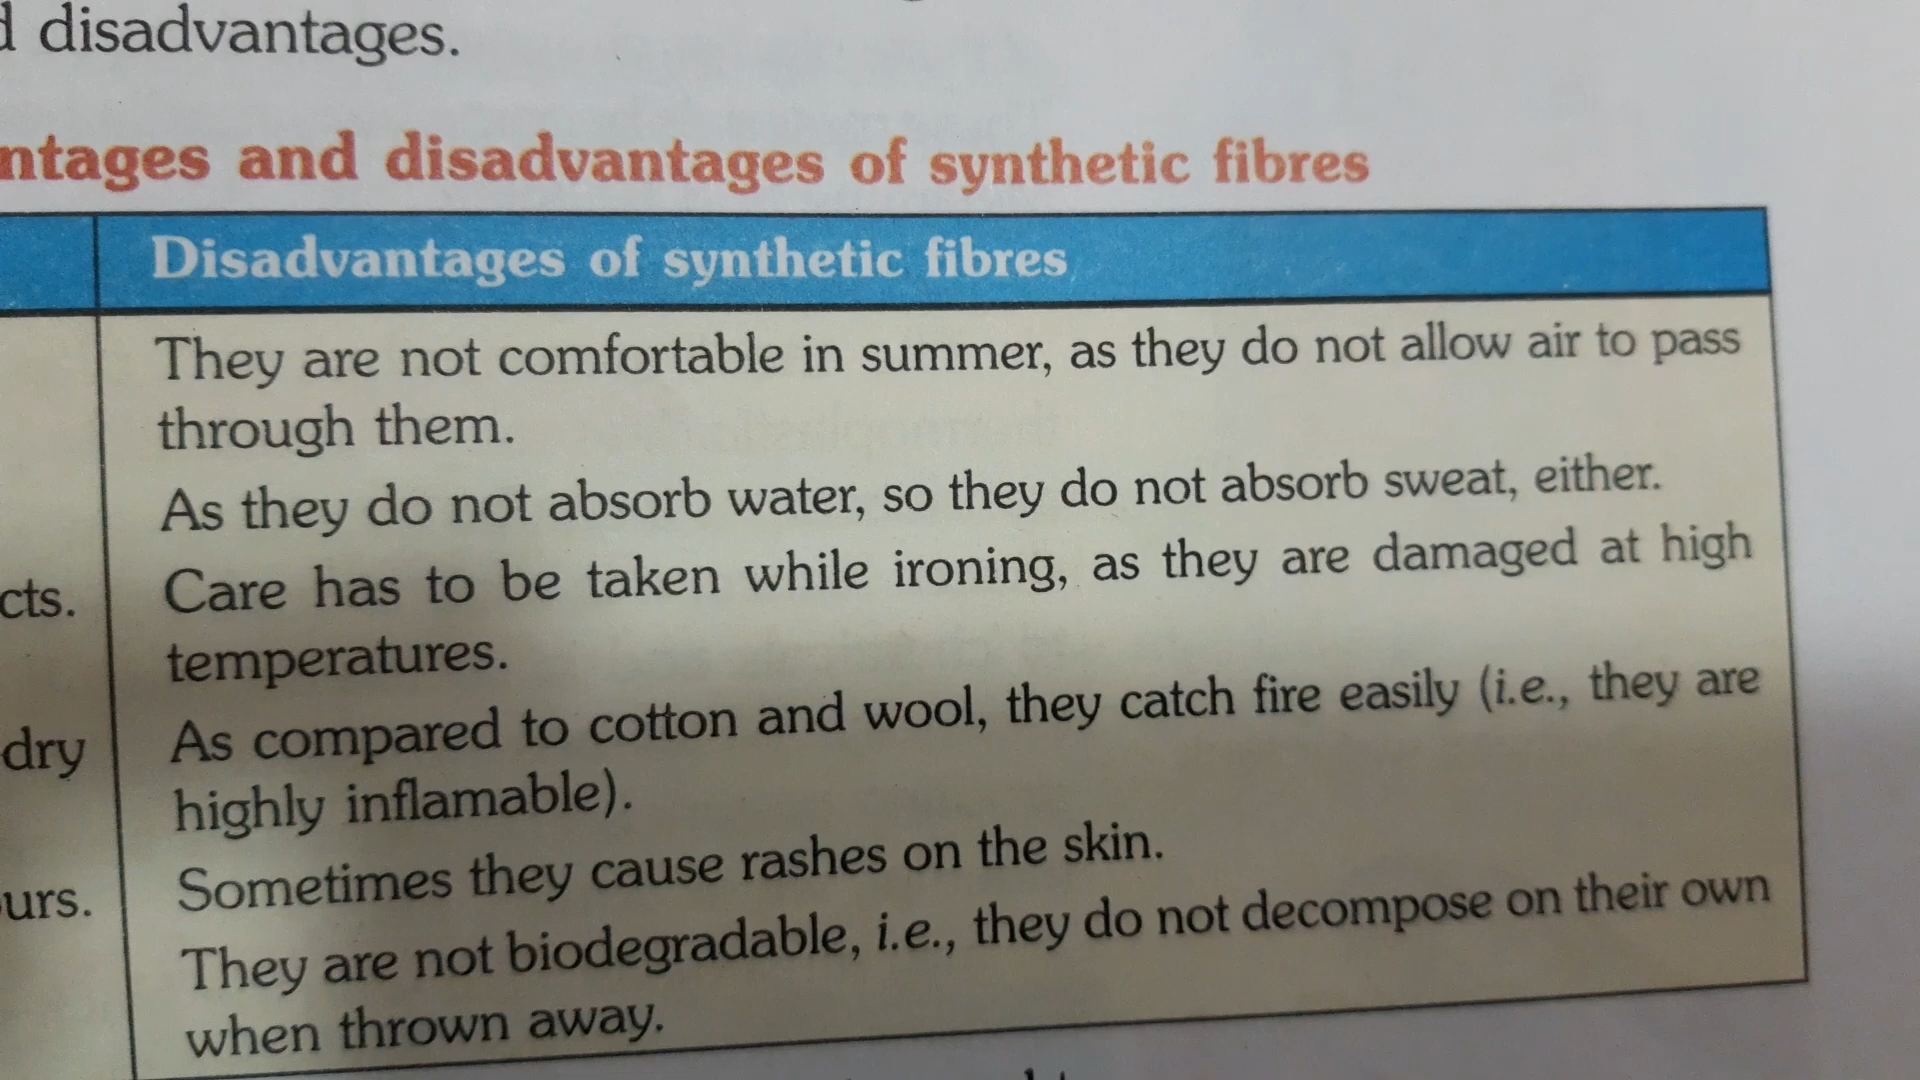 disadvantages.
ntages and disadvantages of synthetic fibres
Disadvantages of synthetic fibres
They are not comfortable in summer, as they do not allow air to pass
through them.
As they do not absorb water, so they do not absorb sweat, either.
cts. Care has to be taken while ironing, as they are damaged at high
temperatures.
dry As compared to cotton and wool, they catch fire easily (i.e., they are
highly inflamable).
urs. Sometimes they cause rashes on the skin.
They are not biodegradable, i.e., they do not decompose on their own
when thrown away.